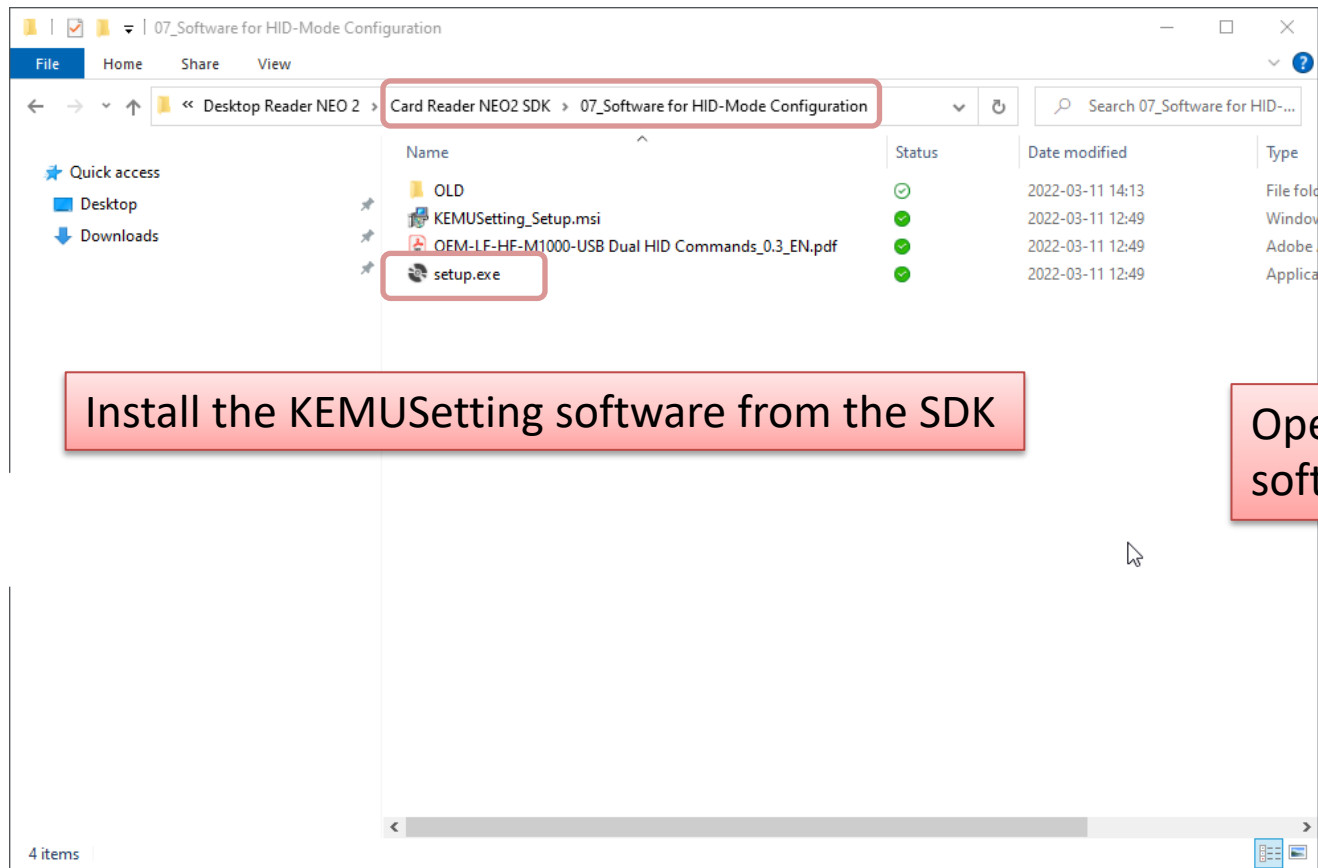 07_Software for HID-Mode Configuration
File Home Share View
« Desktop Reader NEO 2 > Card Reader NEO2 SDK > 07_Software for HID-Mode Configuration
Search 07_Software for HID-...
Name Status Date modified Type
Quick access
Desktop
Downloads
OLD 2022-03-11 14:13 File fold
KEMUSetting_Setup.msi 2022-03-11 12:49 Window
OEM-LF-HF-M1000-USB Dual HID Commands_0.3_EN.pdf 2022-03-11 12:49 Adobe
setup.exe 2022-03-11 12:49 Applica
Install the KEMUSetting software from the SDK
Ope
soft
4 items